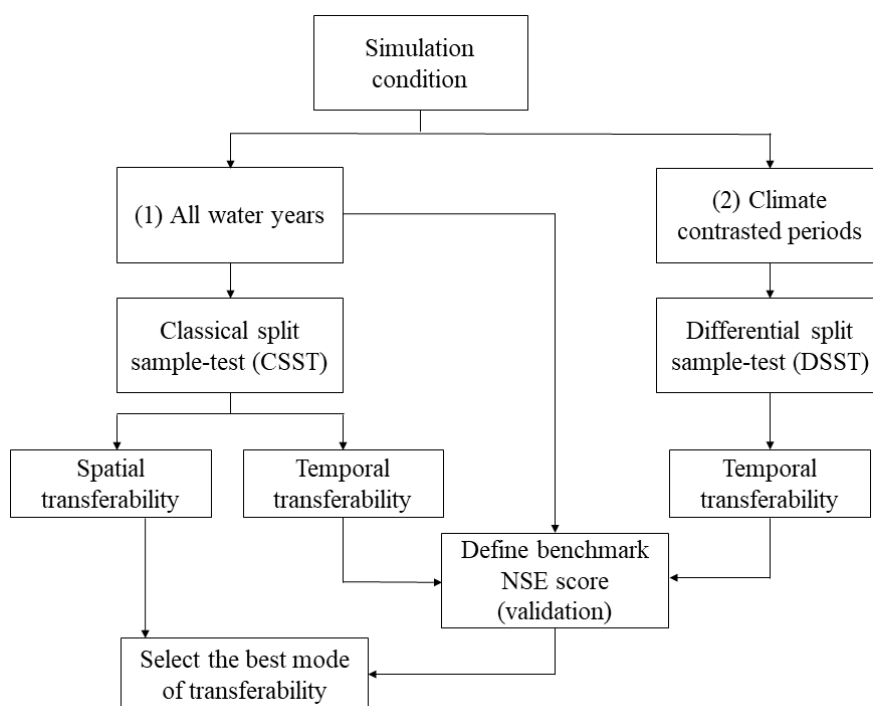 Simulation
condition
(1) All water years
(2) Climate
contrasted periods
Classical split
sample-test (CSST)
Differential split
sample-test (DSST)
Spatial
transferability
Temporal
transferability
Temporal
transferability
Define benchmark
NSE score
(validation)
Select the best mode
of transferability